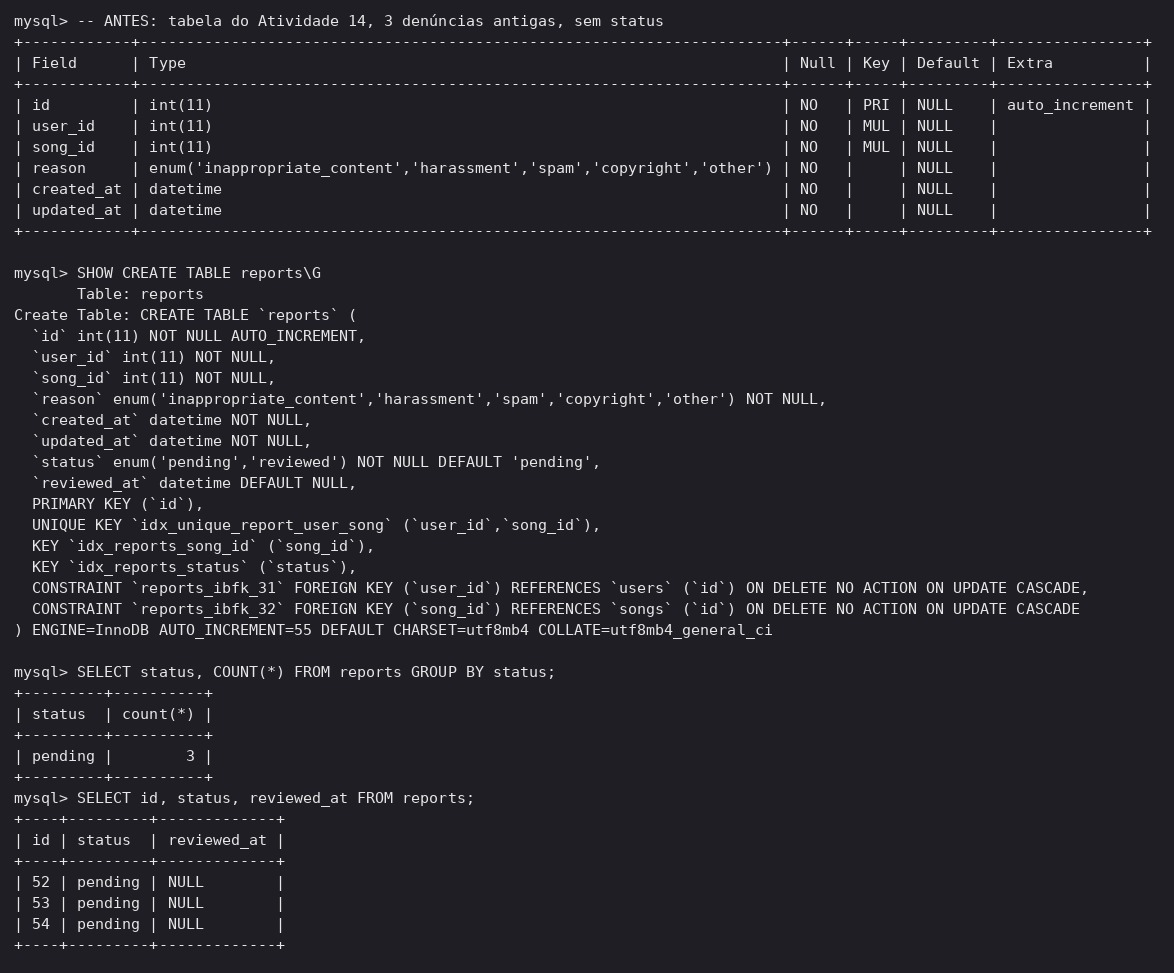 mysql> -- ANTES: tabela do Atividade 14, 3 denúncias antigas, sem status
+------------+-----------------------------------------------------------------------+------+-----+---------+----------------+
| Field      | Type                                                                  | Null | Key | Default | Extra          |
+------------+-----------------------------------------------------------------------+------+-----+---------+----------------+
| id         | int(11)                                                               | NO   | PRI | NULL    | auto_increment |
| user_id    | int(11)                                                               | NO   | MUL | NULL    |                |
| song_id    | int(11)                                                               | NO   | MUL | NULL    |                |
| reason     | enum('inappropriate_content','harassment','spam','copyright','other') | NO   |     | NULL    |                |
| created_at | datetime                                                              | NO   |     | NULL    |                |
| updated_at | datetime                                                              | NO   |     | NULL    |                |
+------------+-----------------------------------------------------------------------+------+-----+---------+----------------+

mysql> SHOW CREATE TABLE reports\G
       Table: reports
Create Table: CREATE TABLE `reports` (
  `id` int(11) NOT NULL AUTO_INCREMENT,
  `user_id` int(11) NOT NULL,
  `song_id` int(11) NOT NULL,
  `reason` enum('inappropriate_content','harassment','spam','copyright','other') NOT NULL,
  `created_at` datetime NOT NULL,
  `updated_at` datetime NOT NULL,
  `status` enum('pending','reviewed') NOT NULL DEFAULT 'pending',
  `reviewed_at` datetime DEFAULT NULL,
  PRIMARY KEY (`id`),
  UNIQUE KEY `idx_unique_report_user_song` (`user_id`,`song_id`),
  KEY `idx_reports_song_id` (`song_id`),
  KEY `idx_reports_status` (`status`),
  CONSTRAINT `reports_ibfk_31` FOREIGN KEY (`user_id`) REFERENCES `users` (`id`) ON DELETE NO ACTION ON UPDATE CASCADE,
  CONSTRAINT `reports_ibfk_32` FOREIGN KEY (`song_id`) REFERENCES `songs` (`id`) ON DELETE NO ACTION ON UPDATE CASCADE
) ENGINE=InnoDB AUTO_INCREMENT=55 DEFAULT CHARSET=utf8mb4 COLLATE=utf8mb4_general_ci

mysql> SELECT status, COUNT(*) FROM reports GROUP BY status;
+---------+----------+
| status  | count(*) |
+---------+----------+
| pending |        3 |
+---------+----------+
mysql> SELECT id, status, reviewed_at FROM reports;
+----+---------+-------------+
| id | status  | reviewed_at |
+----+---------+-------------+
| 52 | pending | NULL        |
| 53 | pending | NULL        |
| 54 | pending | NULL        |
+----+---------+-------------+